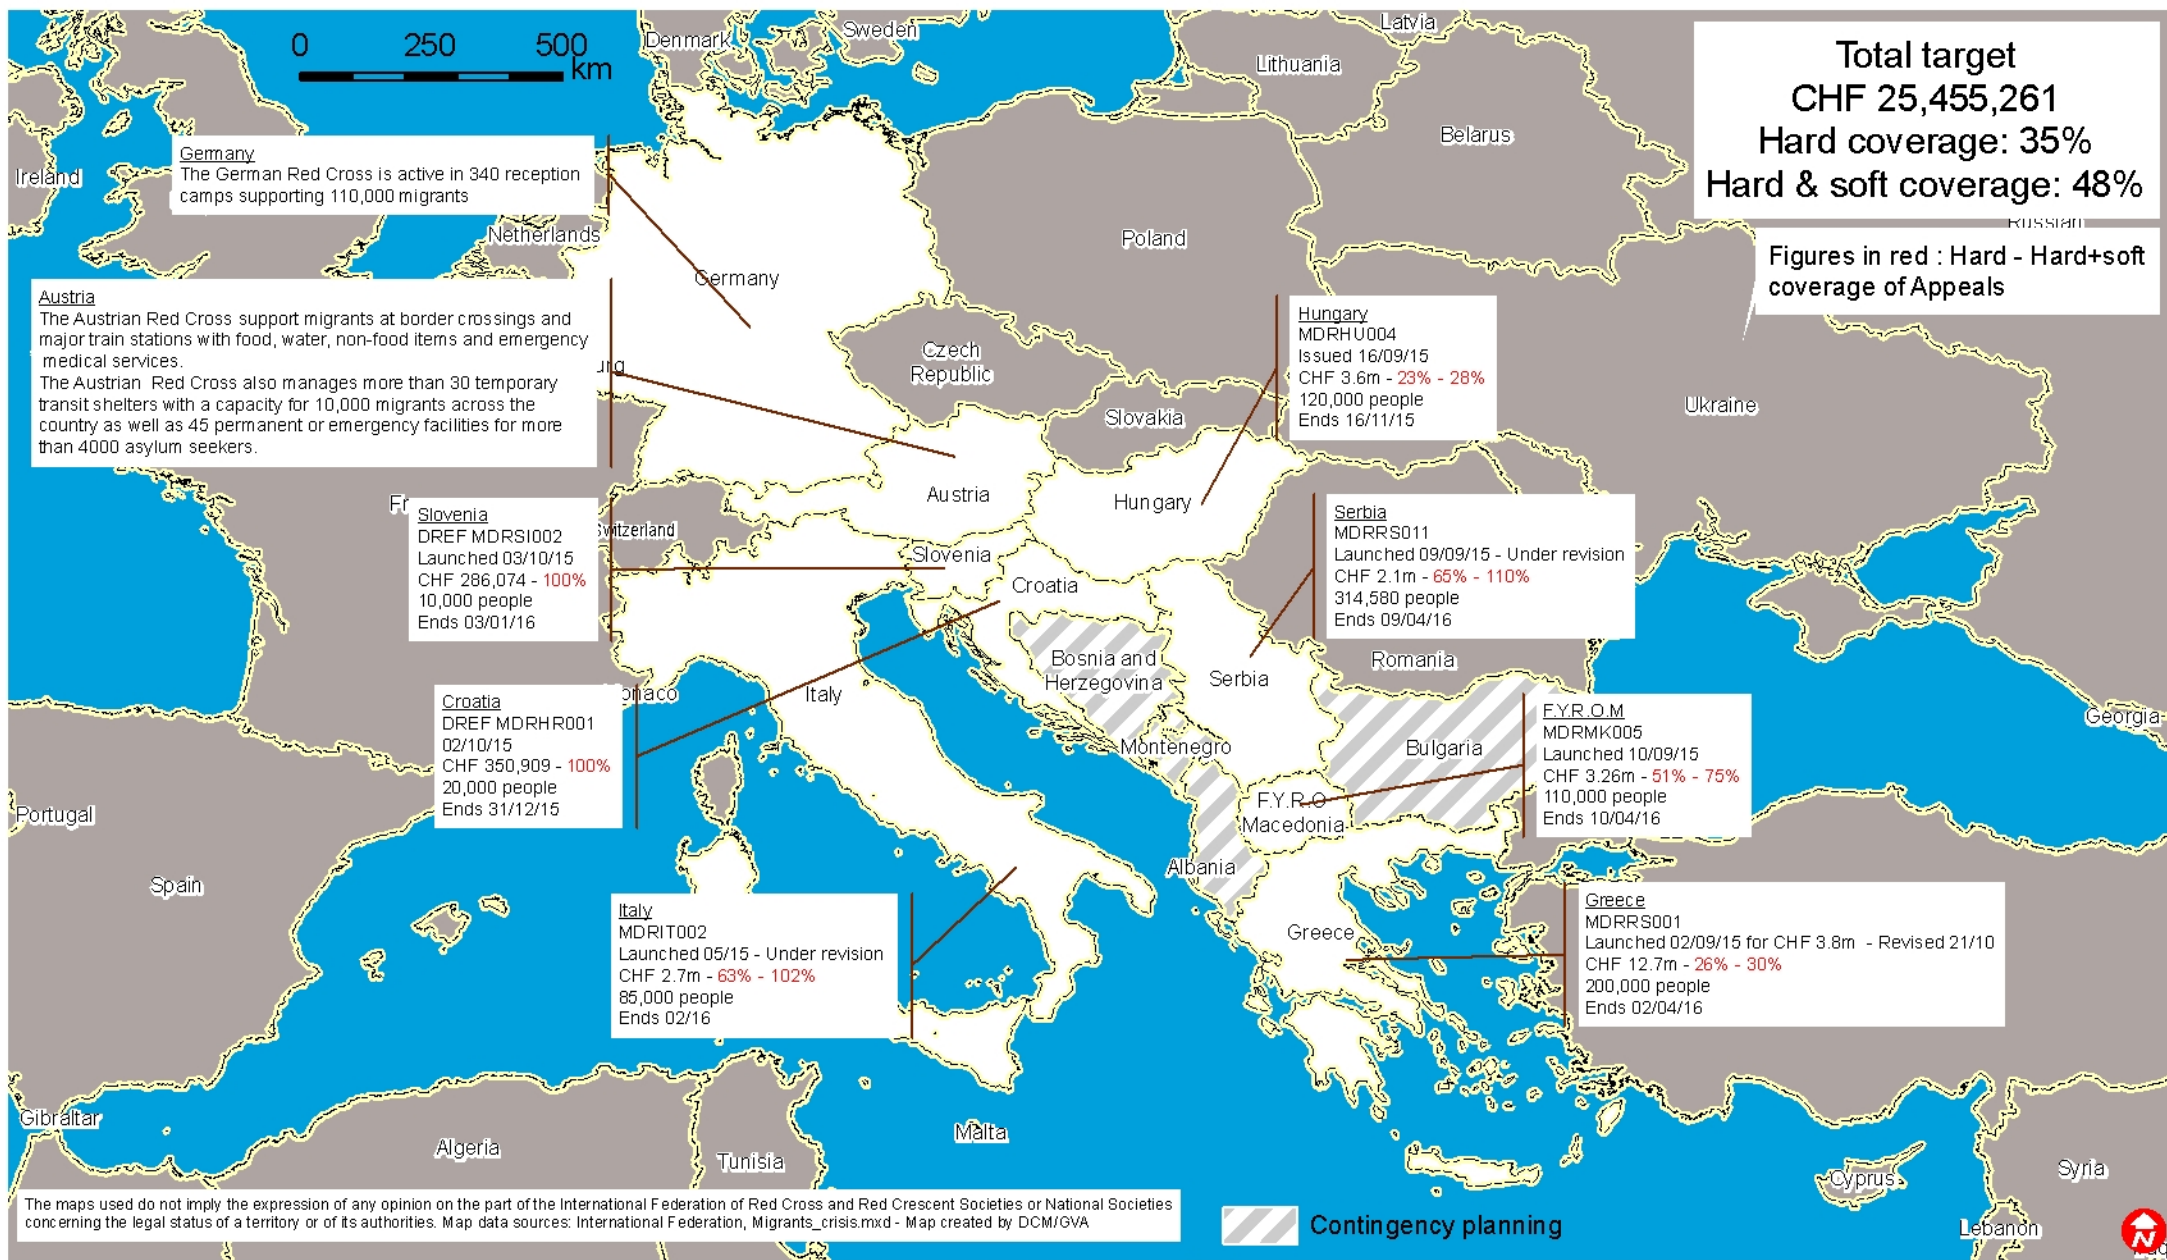 0 250 500
km
Denmark
Sweden
Latvia
Lithuania
Belarus
Total target
CHF 25,455,261
Hard coverage: 35%
Hard & soft coverage: 48%
Figures in red : Hard - Hard+soft
coverage of Appeals
Ireland
Germany
The German Red Cross is active in 340 reception
camps supporting 110,000 migrants
Netherlands
Germany
Poland
Austria
The Austrian Red Cross support migrants at border crossings and
major train stations with food, water, non-food items and emergency
medical services.
The Austrian Red Cross also manages more than 30 temporary
transit shelters with a capacity for 10,000 migrants across the
country as well as 45 permanent or emergency facilities for more
than 4000 asylum seekers.
Czech
Republic
Slovakia
Ukraine
Hungary
MDRHU004
Issued 16/09/15
CHF 3.6m - 23% - 28%
120,000 people
Ends 16/11/15
Austria
Hungary
Slovenia
DREF MDRSI002
Launched 03/10/15
CHF 286,074 - 100%
10,000 people
Ends 03/01/16
Switzerland
Slovenia
Croatia
Serbia
MDRRS011
Launched 09/09/15 - Under revision
CHF 2.1m - 65% - 110%
314,580 people
Ends 09/04/16
Romania
Bosnia and
Herzegovina
Serbia
Italy
Croatia
DREF MDRHR001
02/10/15
CHF 350,909 - 100%
20,000 people
Ends 31/12/15
Montenegro
Bulgaria
F.Y.R.O.M
MDRMK005
Launched 10/09/15
CHF 3.26m - 51% - 75%
110,000 people
Ends 10/04/16
Georgia
F.Y.R.O
Macedonia
Albania
Portugal
Spain
Italy
MDRIT002
Launched 05/15 - Under revision
CHF 2.7m - 63% - 102%
85,000 people
Ends 02/16
Greece
Greece
MDRRS001
Launched 02/09/15 for CHF 3.8m - Revised 21/10
CHF 12.7m - 26% - 30%
200,000 people
Ends 02/04/16
Gibraltar
Algeria
Tunisia
Malta
Cyprus
Syria
Lebanon
The maps used do not imply the expression of any opinion on the part of the International Federation of Red Cross and Red Crescent Societies or National Societies
concerning the legal status of a territory or of its authorities. Map data sources: International Federation, Migrants_crisis.mxd - Map created by DCM/GVA
Contingency planning
N